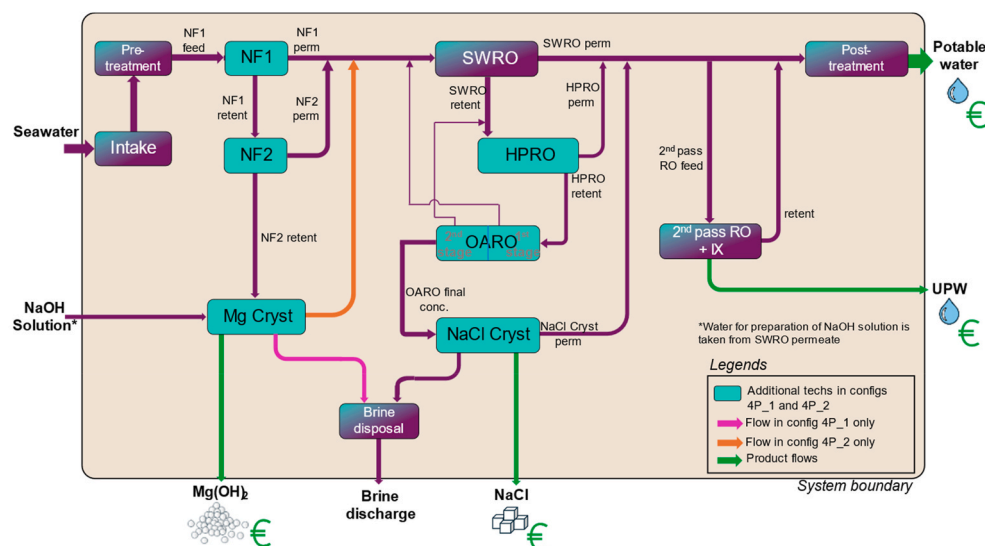 NF1
feed
NF1
perm
SWRO perm
Pre-
treatment
NF1
SWRO
Post-
treatment
Potable
water
€
NF1
retent
NF2
perm
SWRO
retent
HPRO
perm
Seawater
Intake
NF2
HPRO
2nd pass
RO feed
HPRO
retent
retent
NF2 retent
OARO
stage
stage
2nd pass RO
+ IX
OARO final
conc.
UPW
€
NaOH
Solution*
Mg Cryst
NaCl Cryst
NaCl Cryst
perm
*Water for preparation of NaOH solution is
taken from SWRO permeate
Legends
Additional techs in configs
4P_1 and 4P_2
Flow in config 4P_1 only
Flow in config 4P_2 only
Product flows
Brine
disposal
System boundary
Mg(OH)2
€
Brine
discharge
NaCl
€